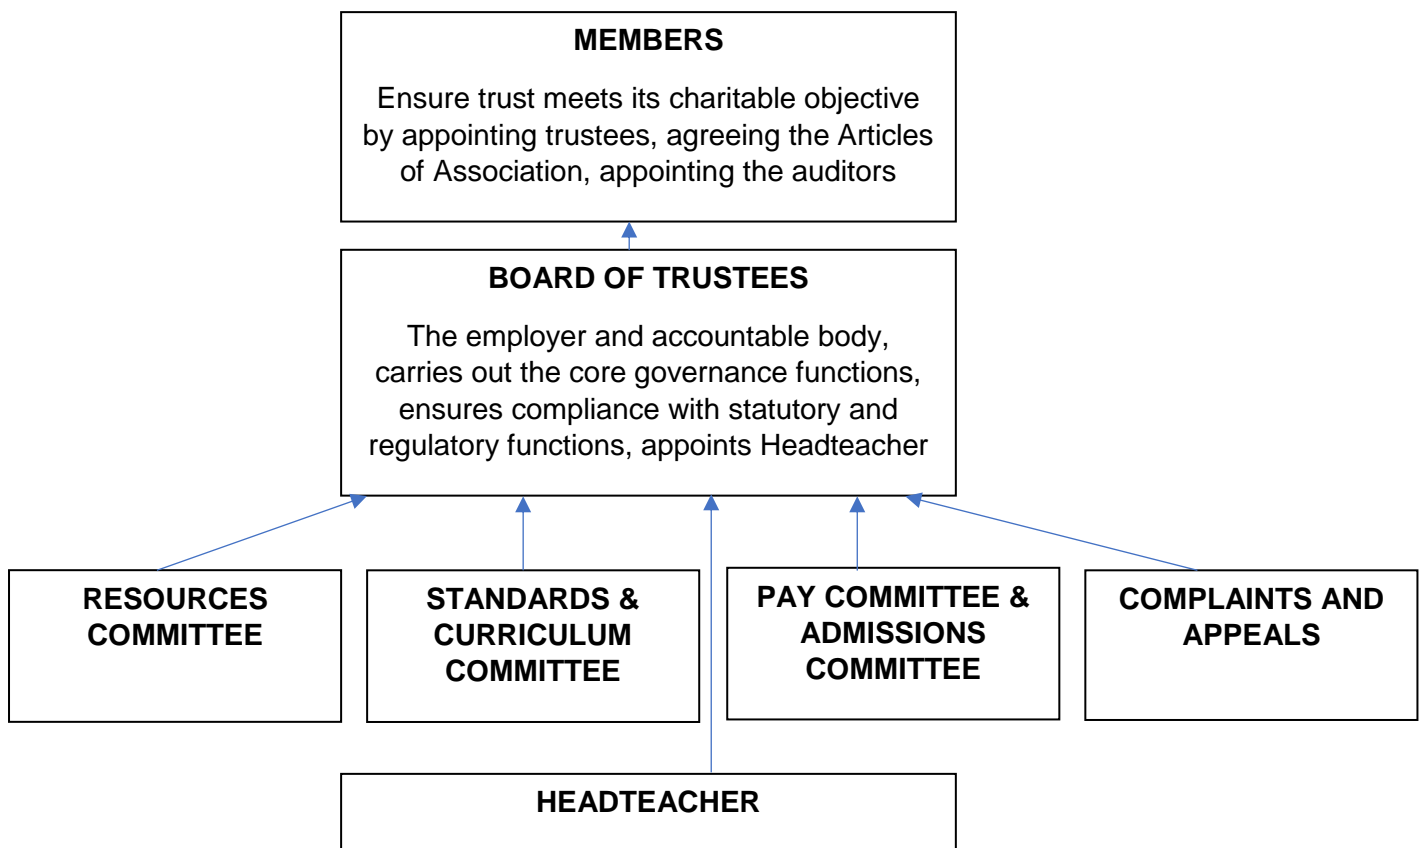 MEMBERS
Ensure trust meets its charitable objective
by appointing trustees, agreeing the Articles
of Association, appointing the auditors
BOARD OF TRUSTEES
The employer and accountable body,
carries out the core governance functions,
ensures compliance with statutory and
regulatory functions, appoints Headteacher
RESOURCES
COMMITTEE
STANDARDS &
CURRICULUM
COMMITTEE
PAY COMMITTEE &
ADMISSIONS
COMMITTEE
COMPLAINTS AND
APPEALS
HEADTEACHER